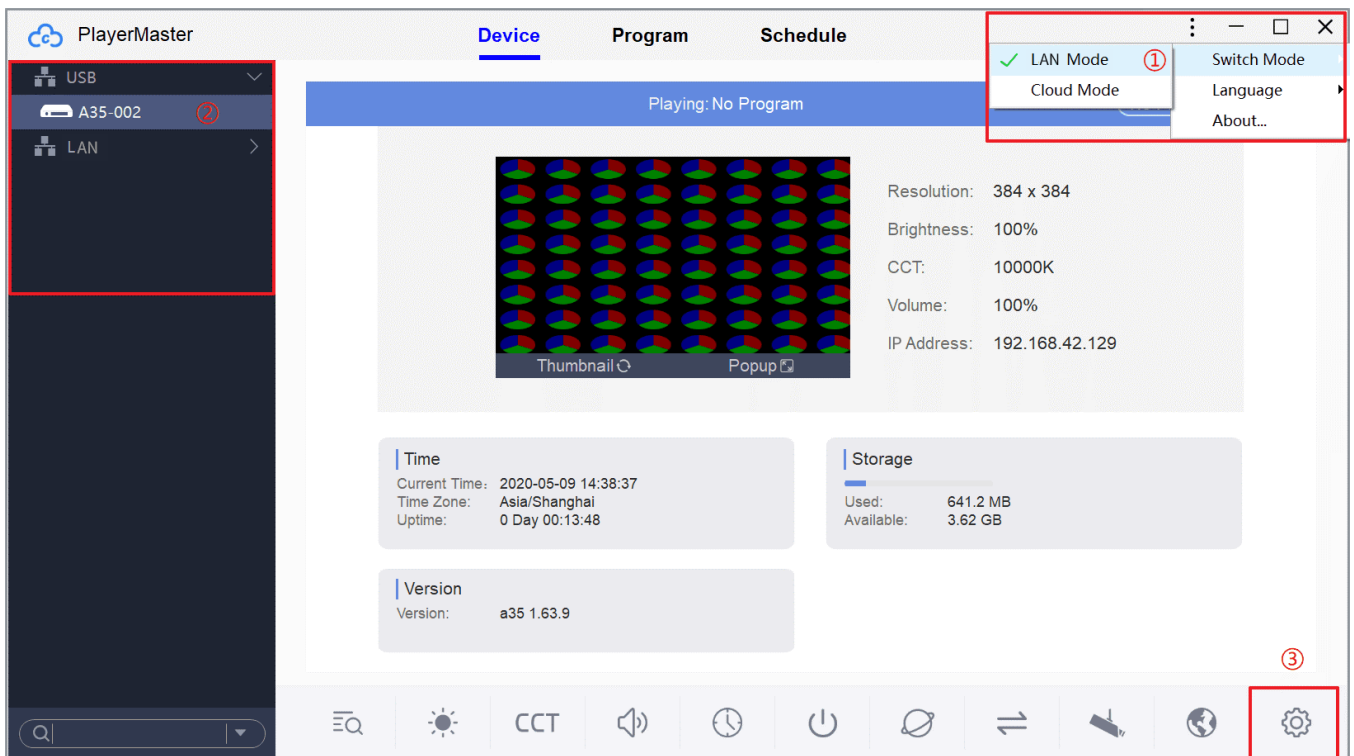 PlayerMaster
Device
Program
Schedule
LAN Mode
①
Cloud Mode
Switch Mode
Language
About...
USB
A35-002
②
LAN
Playing: No Program
Thumbnail
Popup
Resolution: 384 x 384
Brightness: 100%
CCT: 10000K
Volume: 100%
IP Address: 192.168.42.129
Time
Current Time: 2020-05-09 14:38:37
Time Zone: Asia/Shanghai
Uptime: 0 Day 00:13:48
Storage
Used: 641.2 MB
Available: 3.62 GB
Version
Version: a35 1.63.9
③
CCT